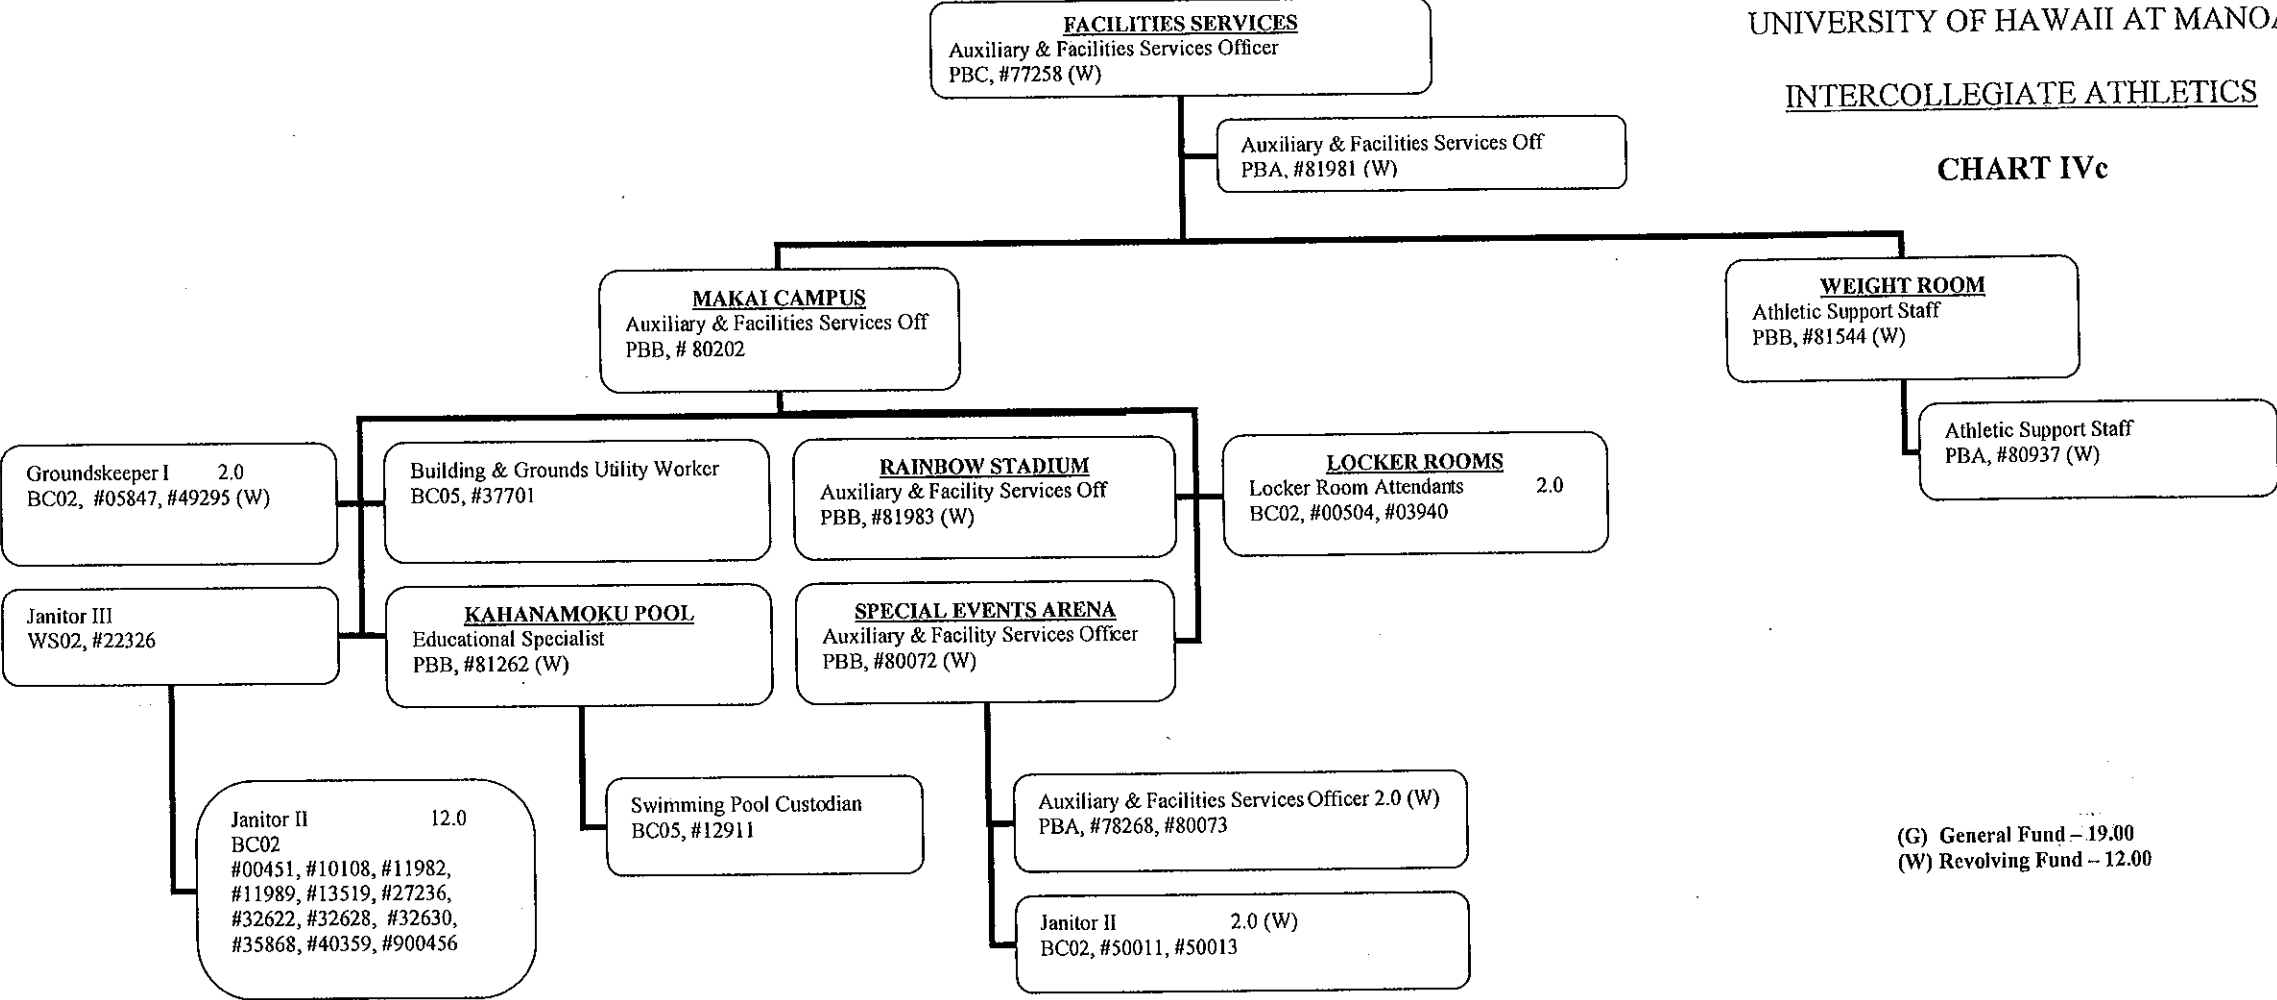 UNIVERSITY OF HAWAII AT MANOA
INTERCOLLEGIATE ATHLETICS
CHART IVc
FACILITIES SERVICES
Auxiliary & Facilities Services Officer
PBC, #77258 (W)
Auxiliary & Facilities Services Off
PBA, #81981 (W)
MAKAI CAMPUS
Auxiliary & Facilities Services Off
PBB, # 80202
WEIGHT ROOM
Athletic Support Staff
PBB, #81544 (W)
Athletic Support Staff
PBA, #80937 (W)
Groundskeeper I 2.0
BC02, #05847, #49295 (W)
Building & Grounds Utility Worker
BC05, #37701
RAINBOW STADIUM
Auxiliary & Facility Services Off
PBB, #81983 (W)
LOCKER ROOMS
Locker Room Attendants 2.0
BC02, #00504, #03940
Janitor III
WS02, #22326
KAHANAMOKU POOL
Educational Specialist
PBB, #81262 (W)
SPECIAL EVENTS ARENA
Auxiliary & Facility Services Officer
PBB, #80072 (W)
Janitor II 12.0
BC02
#00451, #10108, #11982,
#11989, #13519, #27236,
#32622, #32628, #32630,
#35868, #40359, #900456
Swimming Pool Custodian
BC05, #12911
Auxiliary & Facilities Services Officer 2.0 (W)
PBA, #78268, #80073
Janitor II 2.0 (W)
BC02, #50011, #50013
(G) General Fund – 19.00
(W) Revolving Fund – 12.00